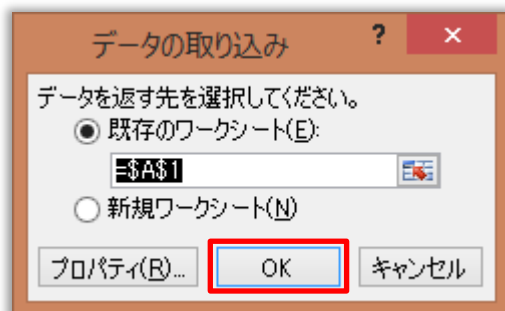 データの取り込み ? ×
データを返す先を選択してください。
既存のワークシート(E):
=$A$1
新規ワークシート(N)
プロパティ(R)... OK キャンセル